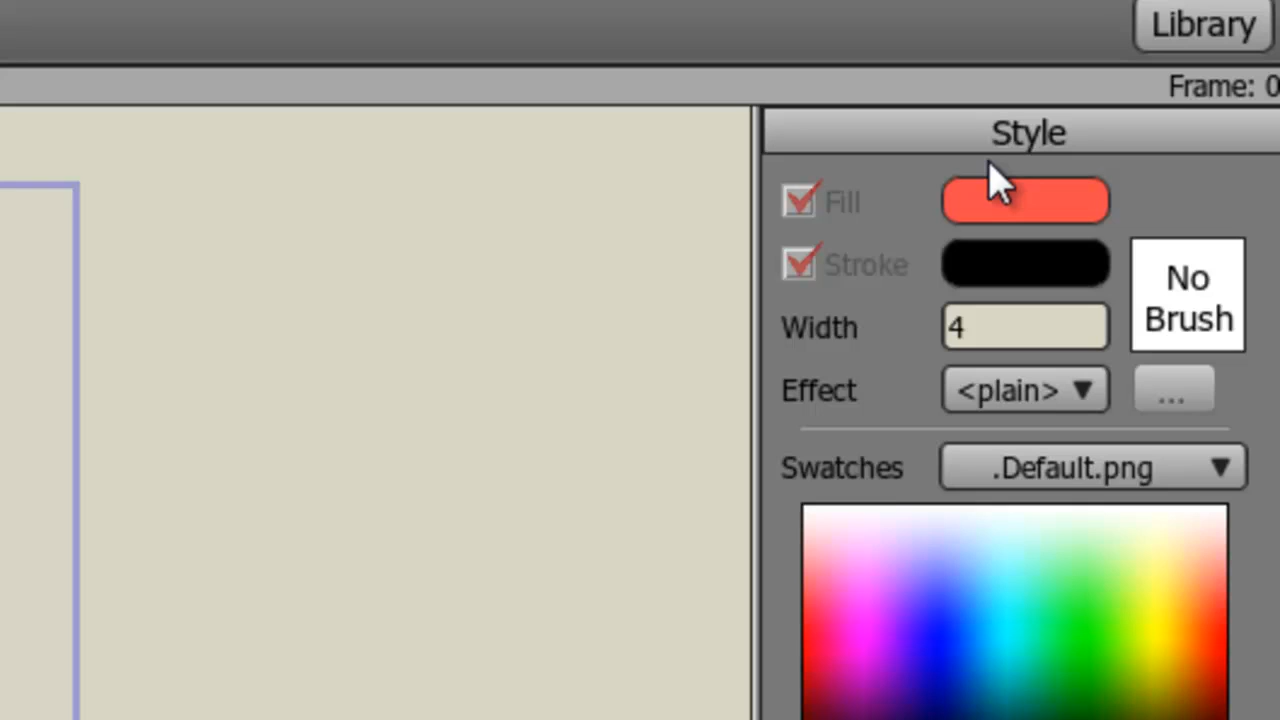 Library
Frame: 0
Style
Fill
Stroke
No
Brush
Width
4
Effect
<plain>
...
Swatches
.Default.png